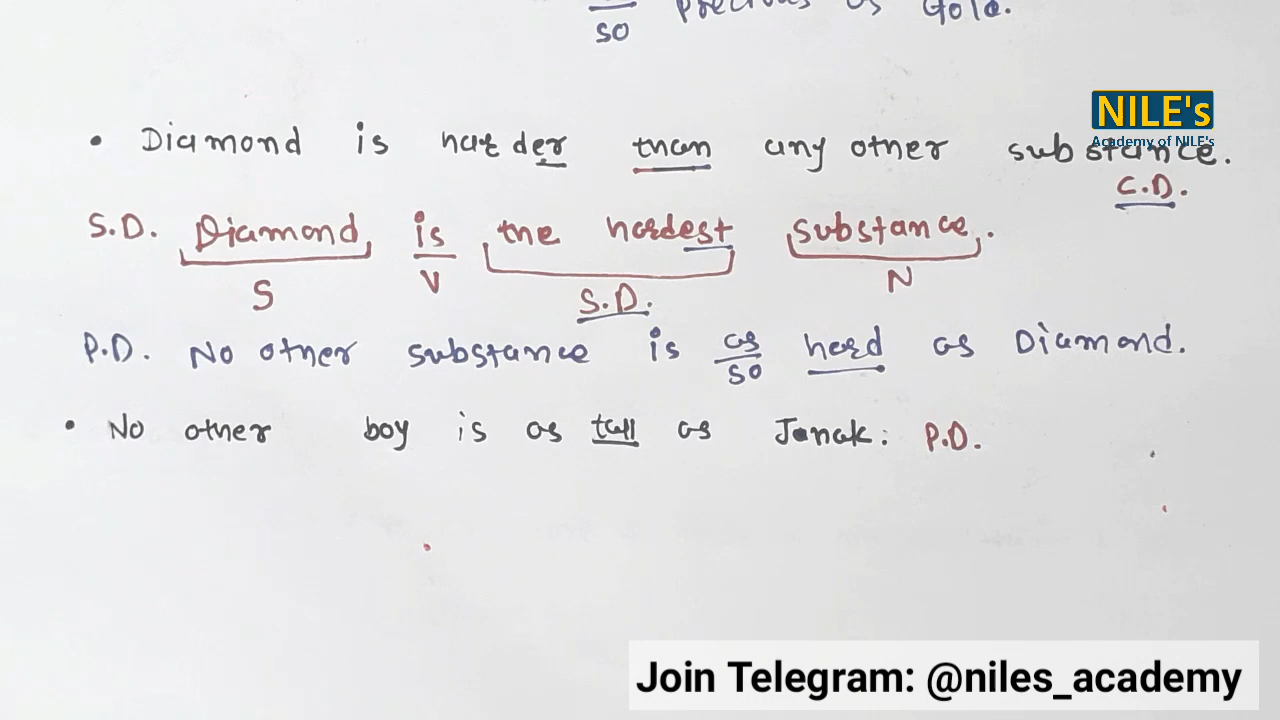 so precious as Gold.
• Diamond is harder than any other substance.
NILE's
Academy of NILE's
C.D.
S.D. Diamond is the hardest substance.
S V S.D. N
P.D. No other substance is as hard as Diamond.
so
• No other boy is as tall as Janak: P.D.
Join Telegram: @niles_academy